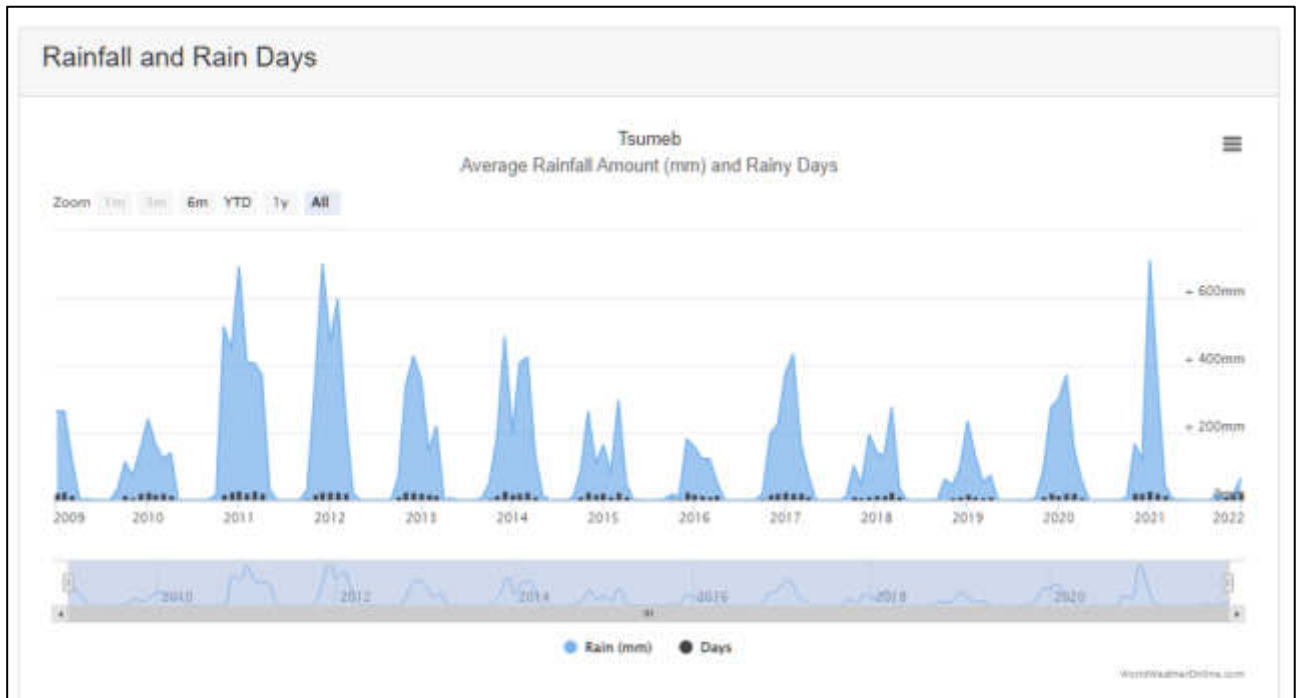 Rainfall and Rain Days
Tsumeb
Average Rainfall Amount (mm) and Rainy Days
Zoom 1m 3m 6m YTD 1y All
600mm
400mm
200mm
2009 2010 2011 2012 2013 2014 2015 2016 2017 2018 2019 2020 2021 2022
2010 2012 2014 2016 2018 2020
Rain (mm) Days
WorldWeatherOnline.com